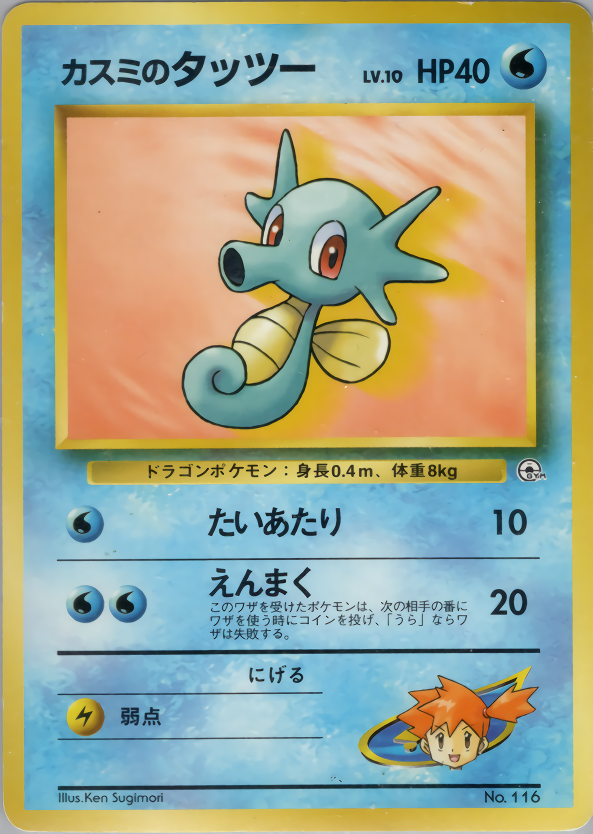 カスミのタッツー LV.10 HP40
ドラゴンポケモン：身長0.4m、体重8kg
GYM
たいあたり 10
えんまく 20
このワザを受けたポケモンは、次の相手の番に
ワザを使う時にコインを投げ、「うら」ならワ
ザは失敗する。
にげる
弱点
Illus.Ken Sugimori No. 116